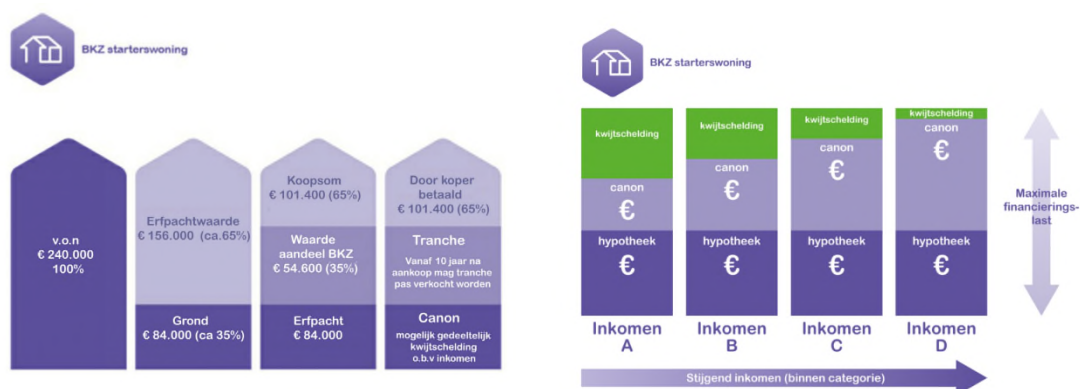 BKZ starterswoning
v.o.n
€ 240.000
100%
Erfpachtwaarde
€ 156.000 (ca.65%)
Grond
€ 84.000 (ca 35%)
Koopsom
€ 101.400 (65%)
Waarde
aandeel BKZ
€ 54.600 (35%)
Erfpacht
€ 84.000
Door koper
betaald
€ 101.400 (65%)
Tranche
Vanaf 10 jaar na
aankoop mag tranche
pas verkocht worden
Canon
mogelijk gedeeltelijk
kwijtschelding
o.b.v inkomen
BKZ starterswoning
kwijtschelding
canon
€
hypotheek
€
Inkomen
A
kwijtschelding
canon
€
hypotheek
€
Inkomen
B
kwijtschelding
canon
€
hypotheek
€
Inkomen
C
kwijtschelding
canon
€
hypotheek
€
Inkomen
D
Maximale
financierings-
last
Stijgend inkomen (binnen categorie)